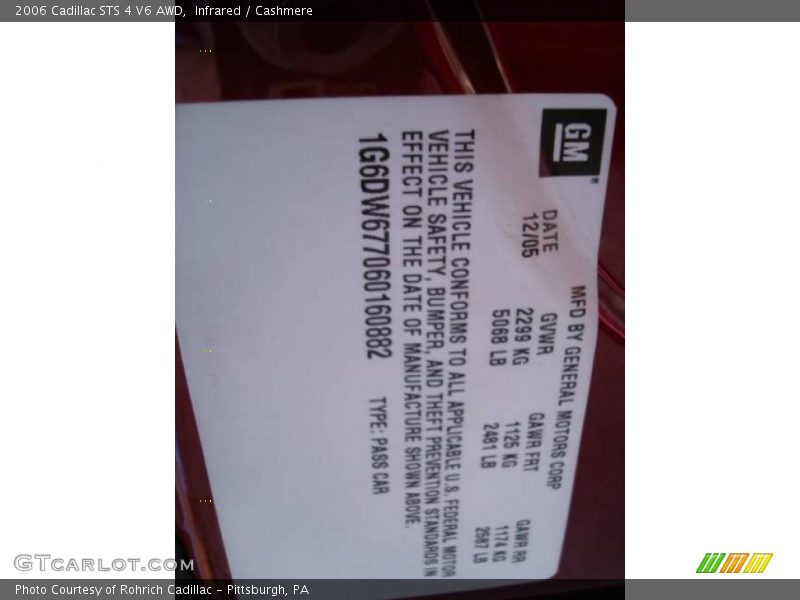 2006 Cadillac STS 4 V6 AWD, Infrared / Cashmere
GM
MFD BY GENERAL MOTORS CORP
DATE GVWR GAWR FRT GAWR RR
12/05 2299 KG 1125 KG 1174 KG
5068 LB 2481 LB 2587 LB
THIS VEHICLE CONFORMS TO ALL APPLICABLE U.S. FEDERAL MOTOR
VEHICLE SAFETY, BUMPER, AND THEFT PREVENTION STANDARDS IN
EFFECT ON THE DATE OF MANUFACTURE SHOWN ABOVE.
1G6DW677060160882 TYPE: PASS CAR
GTcarlot.com
Photo Courtesy of Rohrich Cadillac - Pittsburgh, PA